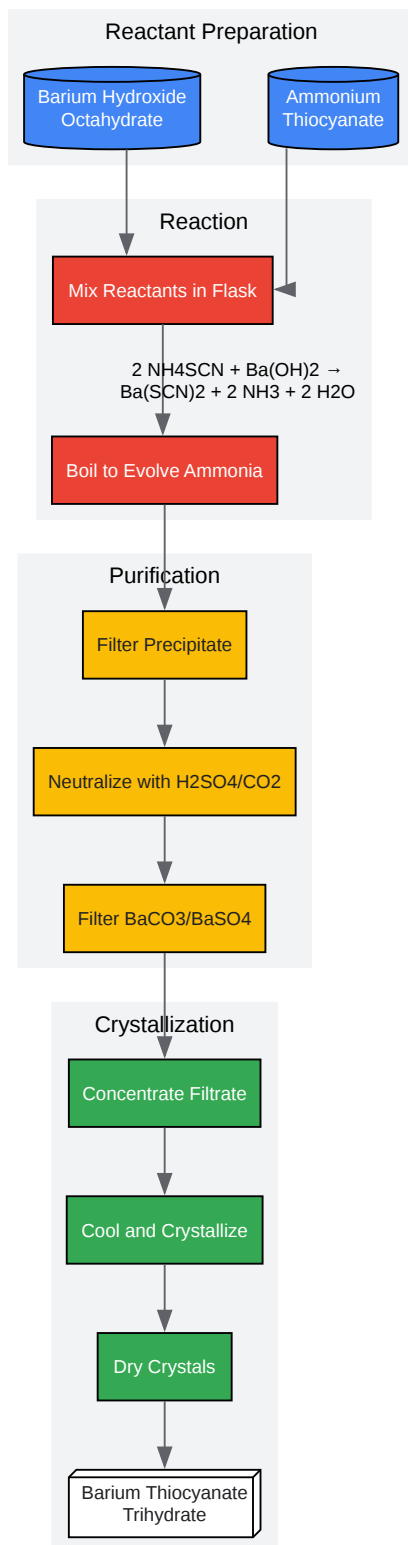 Reactant Preparation
Barium Hydroxide
Octahydrate
Ammonium
Thiocyanate
Reaction
Mix Reactants in Flask
2 NH4SCN + Ba(OH)2 →
Ba(SCN)2 + 2 NH3 + 2 H2O
Boil to Evolve Ammonia
Purification
Filter Precipitate
Neutralize with H2SO4/CO2
Filter BaCO3/BaSO4
Crystallization
Concentrate Filtrate
Cool and Crystallize
Dry Crystals
Barium Thiocyanate
Trihydrate